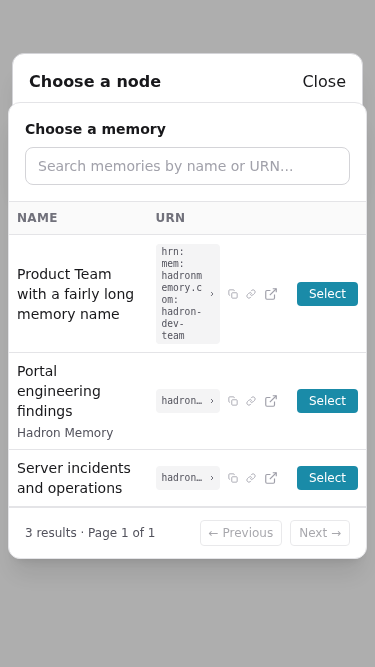 Choose a node Close
Choose a memory
Search memories by name or URN...
NAME URN
Product Team
with a fairly long
memory name
hrn:
mem:
hadronm
emory.c
om:
hadron-
dev-
team
›
Select
Portal
engineering
findings
Hadron Memory
hadron… ›
Select
Server incidents
and operations
hadron… ›
Select
3 results · Page 1 of 1
← Previous
Next →